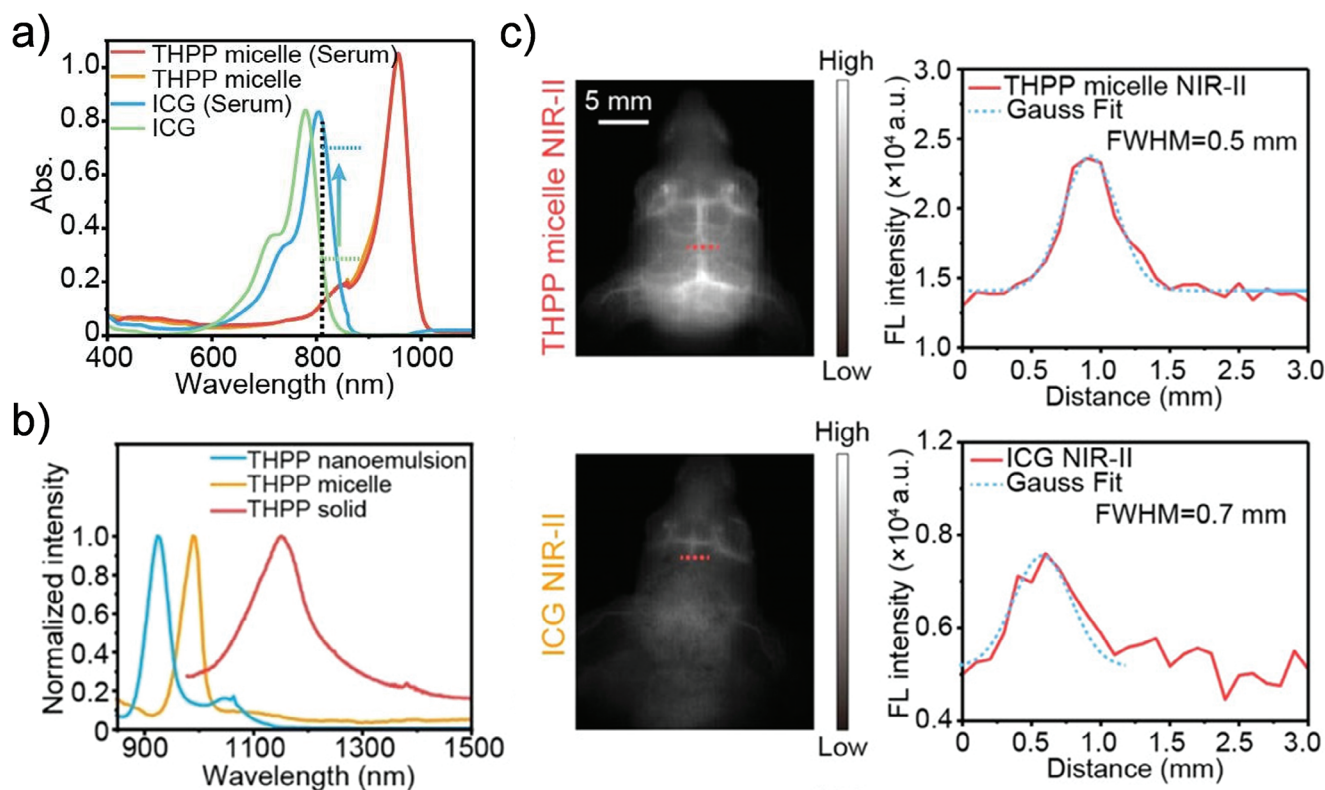 a)
THPP micelle (Serum)
THPP micelle
ICG (Serum)
ICG
1.0
0.8
0.6
0.4
0.2
0
Abs.
400
600
800
1000
Wavelength (nm)
b)
THPP nanoemulsion
THPP micelle
THPP solid
1.0
0.8
0.6
0.4
0.2
0
Normalized intensity
900
1100
1300
1500
Wavelength (nm)
c)
THPP micelle NIR-II
5 mm
High
Low
3.0
2.5
2.0
1.5
1.0
FL intensity (×10⁴ a.u.)
THPP micelle NIR-II
Gauss Fit
FWHM=0.5 mm
0
0.5
1.0
1.5
2.5
3.0
Distance (mm)
ICG NIR-II
High
Low
1.2
0.8
0.6
0.4
FL intensity (×10⁴ a.u.)
ICG NIR-II
Gauss Fit
FWHM=0.7 mm
0
0.5
1.0
1.5
2.5
3.0
Distance (mm)